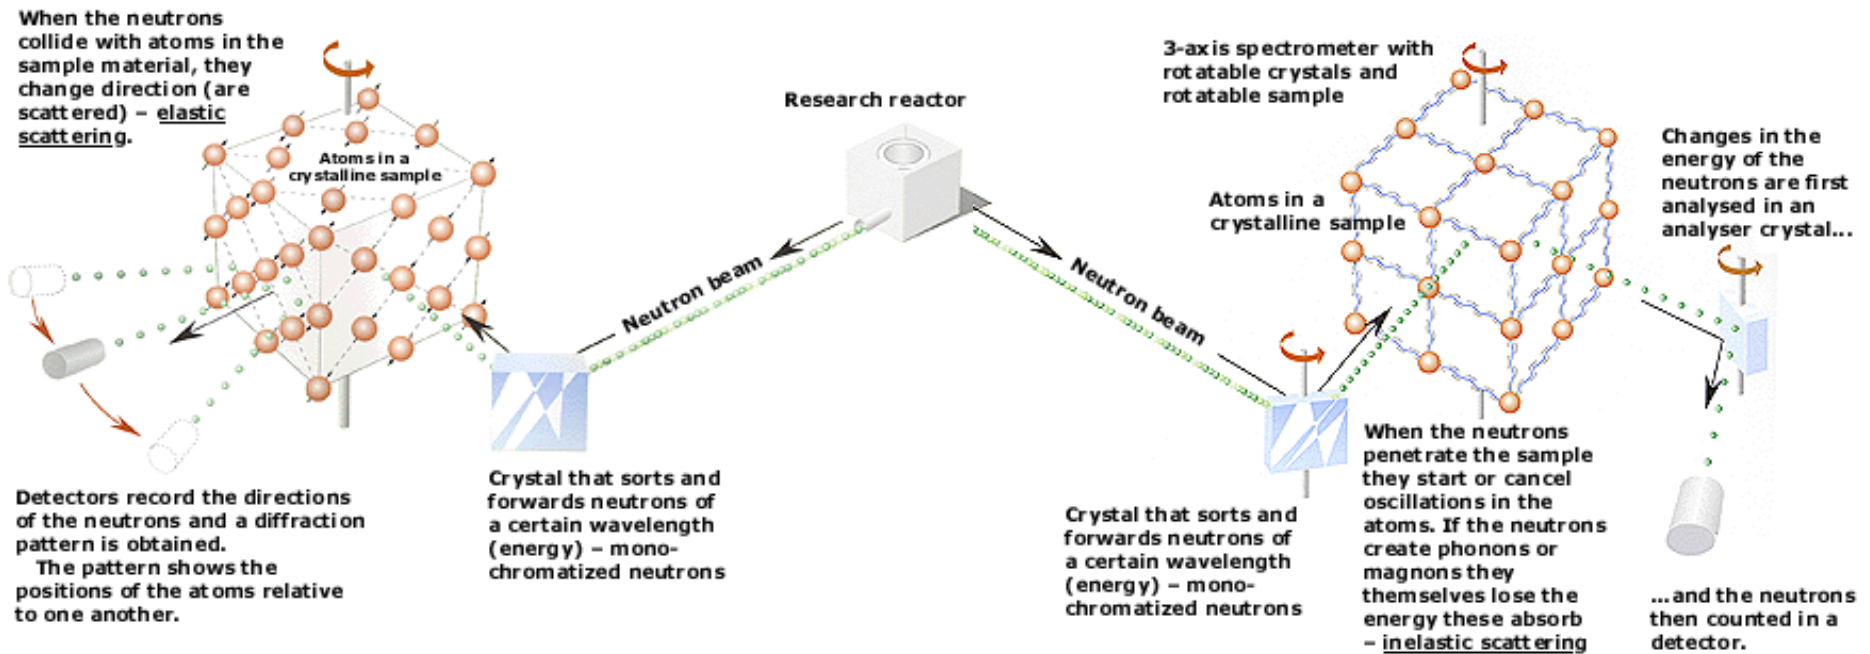 When the neutrons
collide with atoms in the
sample material, they
change direction (are
scattered) – elastic
scattering.
Atoms in a
crystalline sample
Detectors record the directions
of the neutrons and a diffraction
pattern is obtained.
The pattern shows the
positions of the atoms relative
to one another.
Crystal that sorts and
forwards neutrons of
a certain wavelength
(energy) – mono-
chromatized neutrons
Neutron beam
Research reactor
Neutron beam
Crystal that sorts and
forwards neutrons of
a certain wavelength
(energy) – mono-
chromatized neutrons
3-axis spectrometer with
rotatable crystals and
rotatable sample
Atoms in a
crystalline sample
When the neutrons
penetrate the sample
they start or cancel
oscillations in the
atoms. If the neutrons
create phonons or
magnons they
themselves lose the
energy these absorb
– inelastic scattering
Changes in the
energy of the
neutrons are first
analysed in an
analyser crystal...
...and the neutrons
then counted in a
detector.